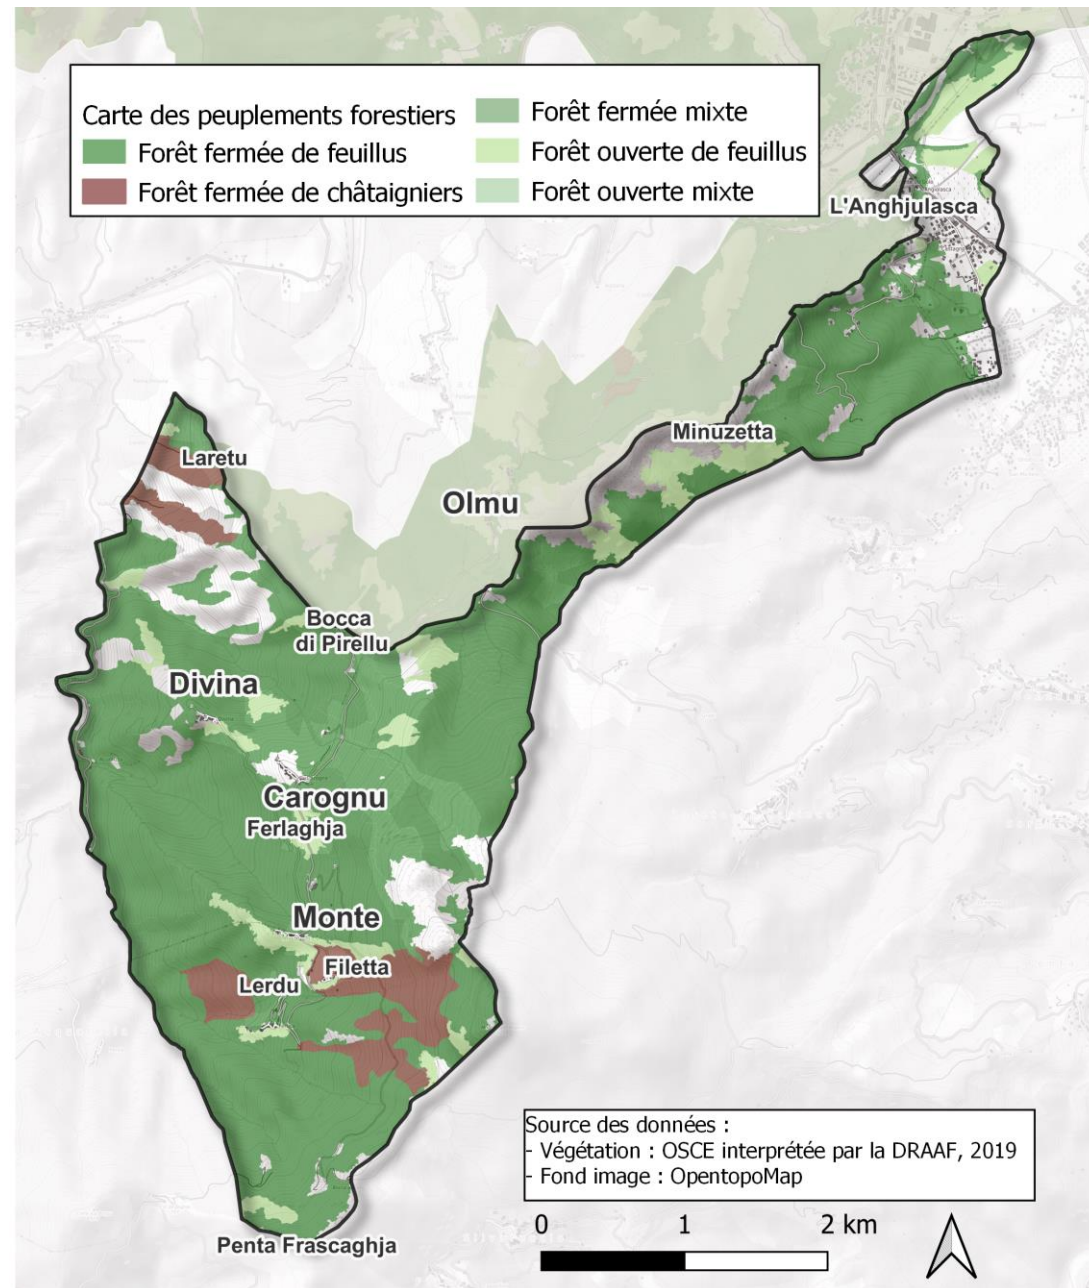 Carte des peuplements forestiers
Forêt fermée de feuillus
Forêt fermée de châtaigniers
Forêt fermée mixte
Forêt ouverte de feuillus
Forêt ouverte mixte
L'Anghjulasca
Minuzetta
Laretu
Olmu
Bocca
di Pirellu
Divina
Carognu
Ferlaghja
Monte
Filetta
Lerdu
Penta Frascaghja
Source des données :
- Végétation : OSCE interprétée par la DRAAF, 2019
- Fond image : OpentopoMap
0 1 2 km